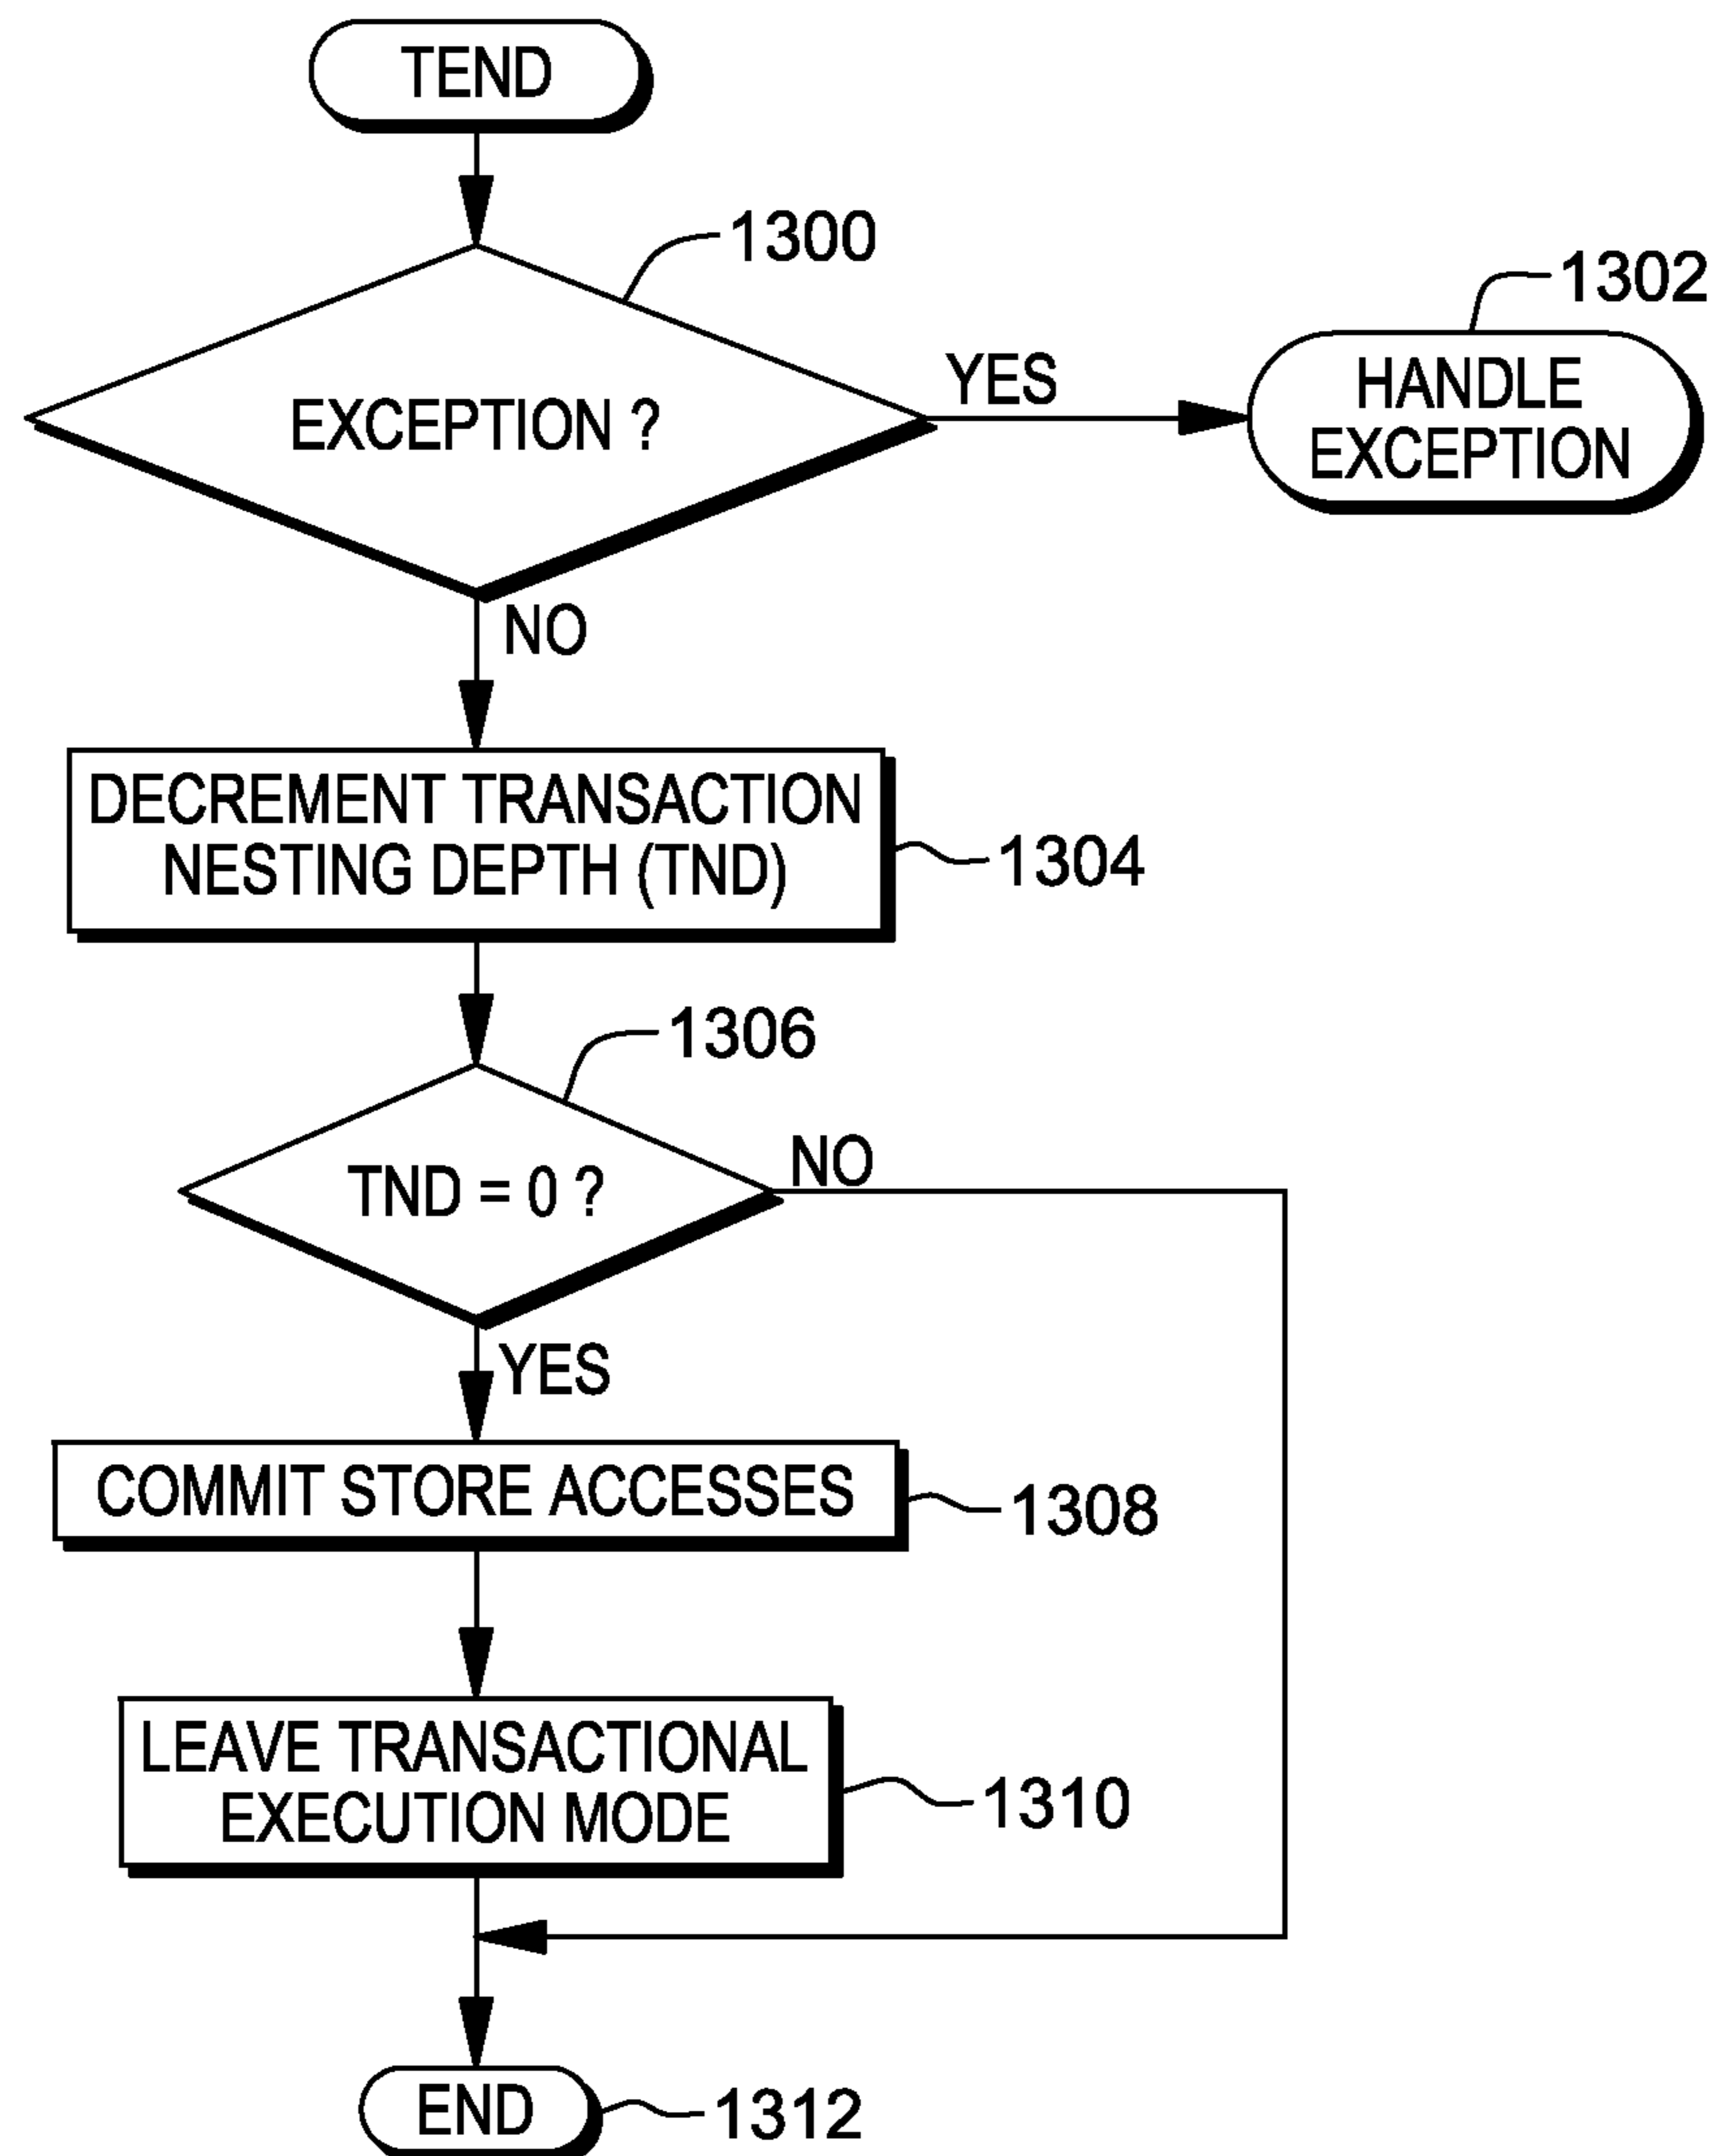 TEND
1300
EXCEPTION ?
YES
1302
HANDLE
EXCEPTION
NO
DECREMENT TRANSACTION
NESTING DEPTH (TND)
1304
1306
TND = 0 ?
NO
YES
COMMIT STORE ACCESSES
1308
LEAVE TRANSACTIONAL
EXECUTION MODE
1310
END
1312